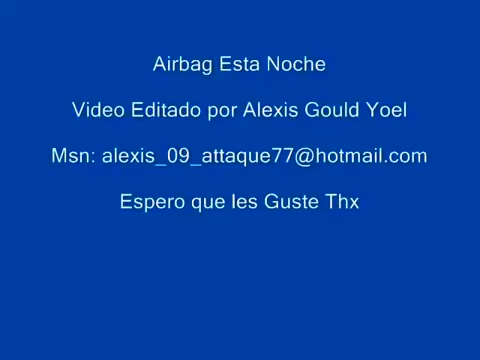 Airbag Esta Noche
Video Editado por Alexis Gould Yoel
Msn: alexis_09_attaque77@hotmail.com
Espero que les Guste Thx